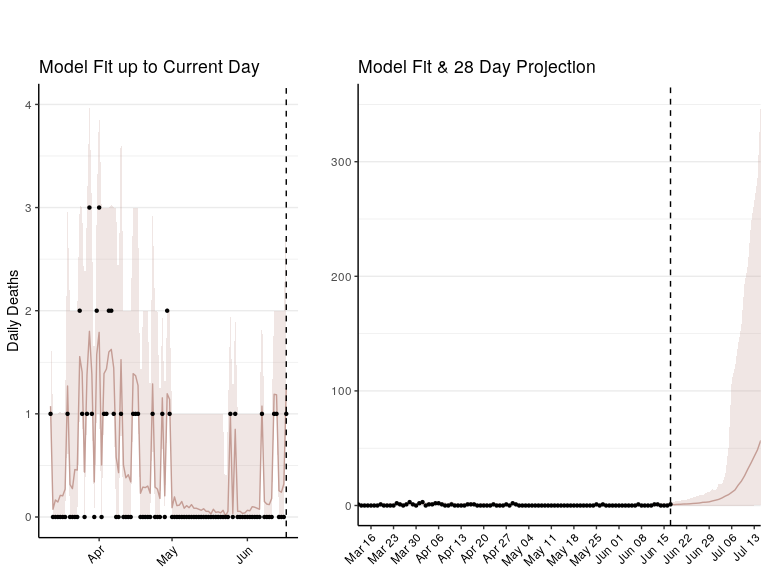 Model Fit up to Current Day
Daily Deaths
4
3
2
1
0
Apr
May
Jun
Model Fit & 28 Day Projection
300
200
100
0
Mar 16
Mar 23
Mar 30
Apr 06
Apr 13
Apr 20
Apr 27
May 04
May 11
May 18
May 25
Jun 01
Jun 08
Jun 15
Jun 22
Jun 29
Jul 06
Jul 13